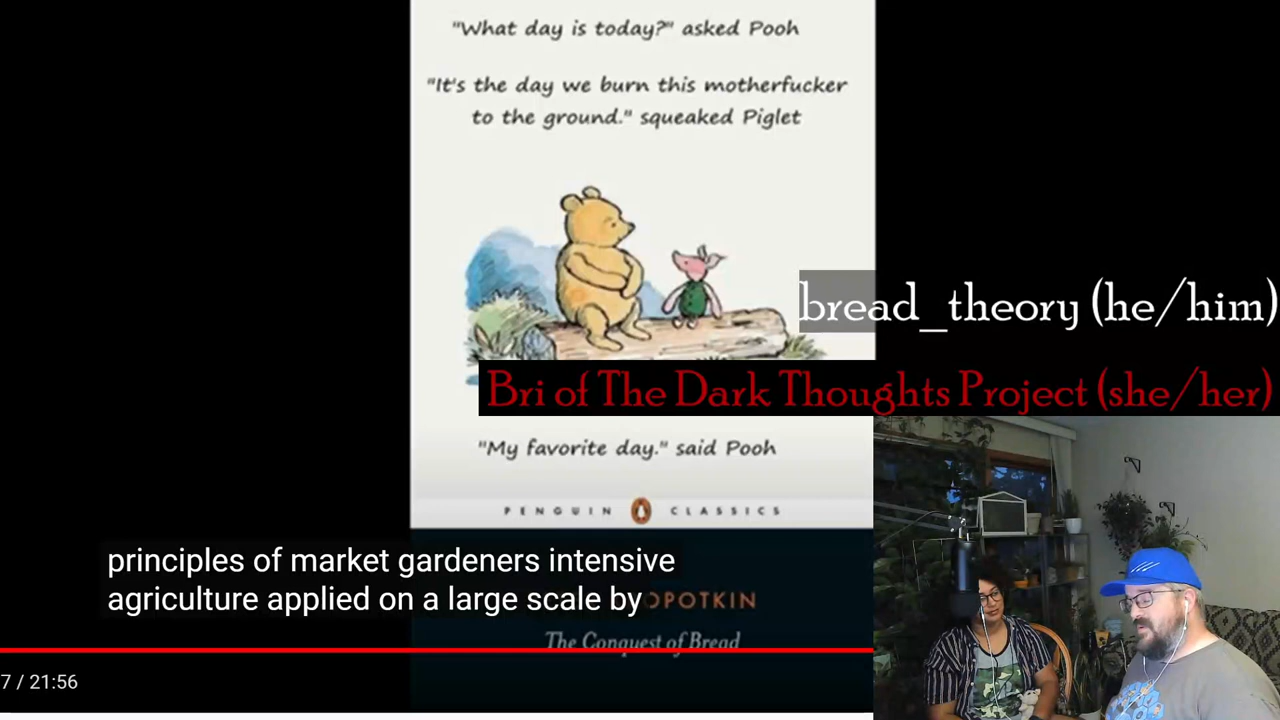 "What day is today?" asked Pooh
"It's the day we burn this motherfucker
to the ground." squeaked Piglet
bread_theory (he/him)
Bri of The Dark Thoughts Project (she/her)
"My favorite day." said Pooh
PENGUIN CLASSICS
principles of market gardeners intensive
agriculture applied on a large scale by
OPOTKIN
The Conquest of Bread
7 / 21:56